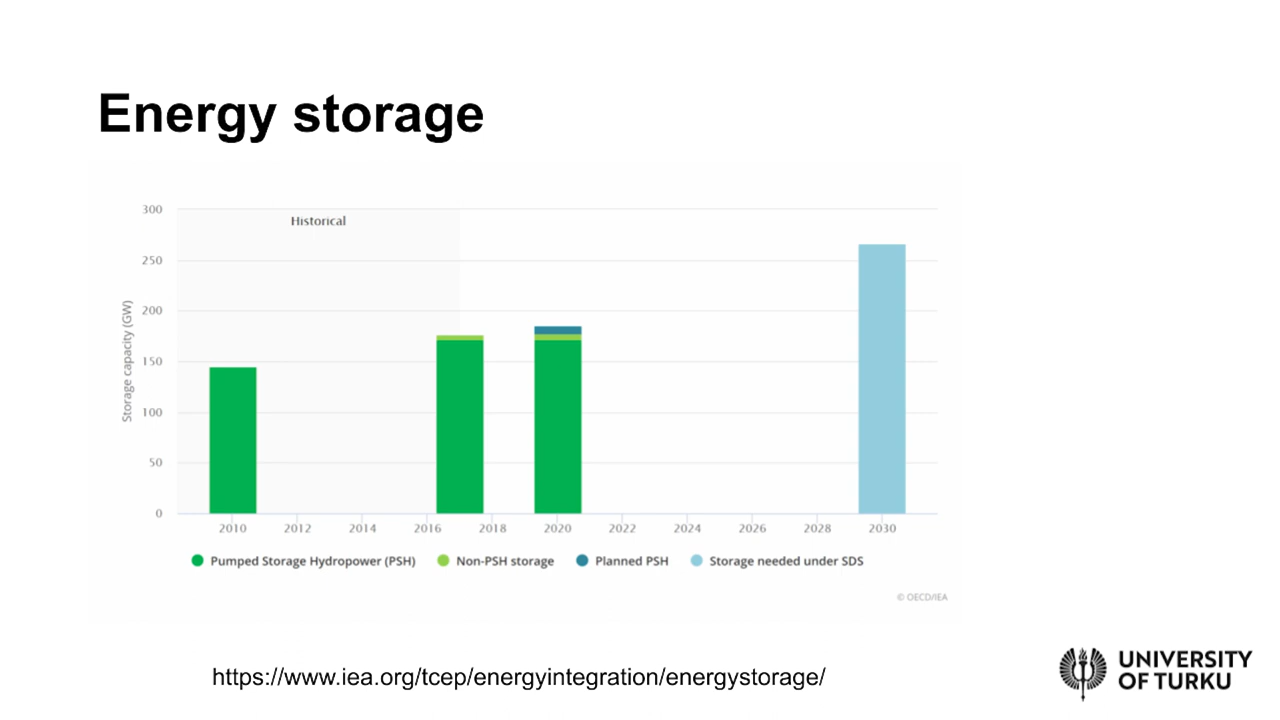 Energy storage
300
Historical
250
200
150
100
50
0
Storage capacity (GW)
2010 2012 2014 2016 2018 2020 2022 2024 2026 2028 2030
Pumped Storage Hydropower (PSH) Non-PSH storage Planned PSH Storage needed under SDS
© OECD/IEA
https://www.iea.org/tcep/energyintegration/energystorage/
UNIVERSITY
OF TURKU